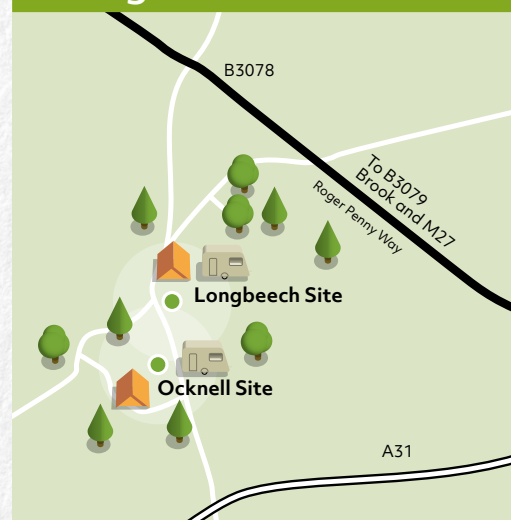 B3078
To B3079
Brook and M27
Roger Penny Way
Longbeech Site
Ocknell Site
A31